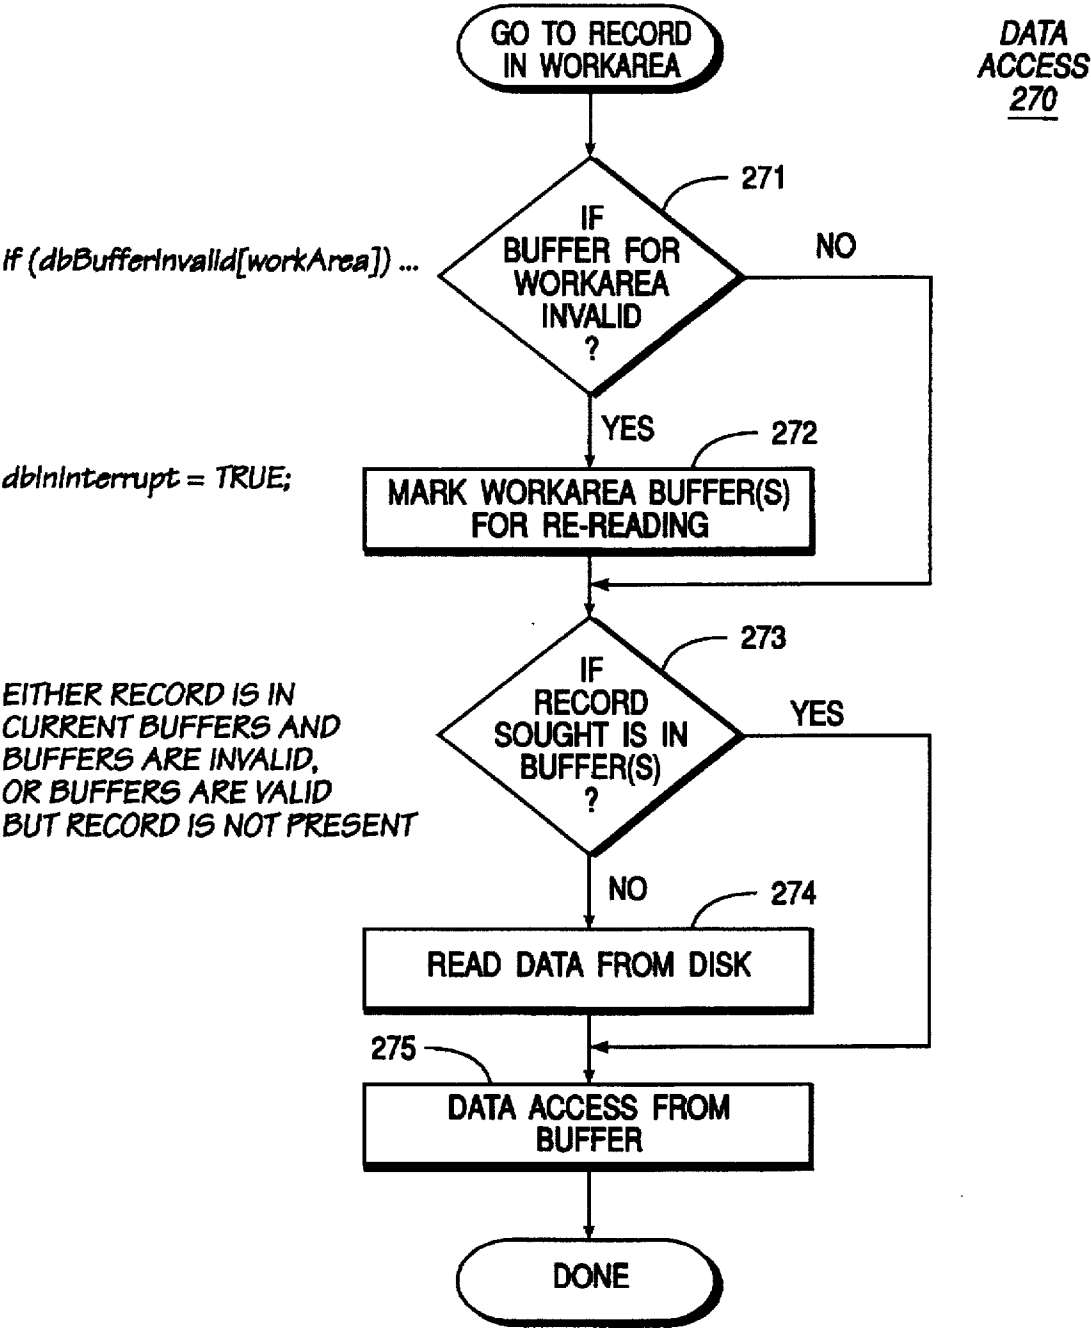 GO TO RECORD
IN WORKAREA
DATA
ACCESS
270
271
IF
BUFFER FOR
WORKAREA
INVALID
?
NO
if (dbBufferInvalid[workArea]) ...
YES
272
dbInInterrupt = TRUE;
MARK WORKAREA BUFFER(S)
FOR RE-READING
273
IF
RECORD
SOUGHT IS IN
BUFFER(S)
?
YES
EITHER RECORD IS IN
CURRENT BUFFERS AND
BUFFERS ARE INVALID,
OR BUFFERS ARE VALID
BUT RECORD IS NOT PRESENT
NO
274
READ DATA FROM DISK
275
DATA ACCESS FROM
BUFFER
DONE